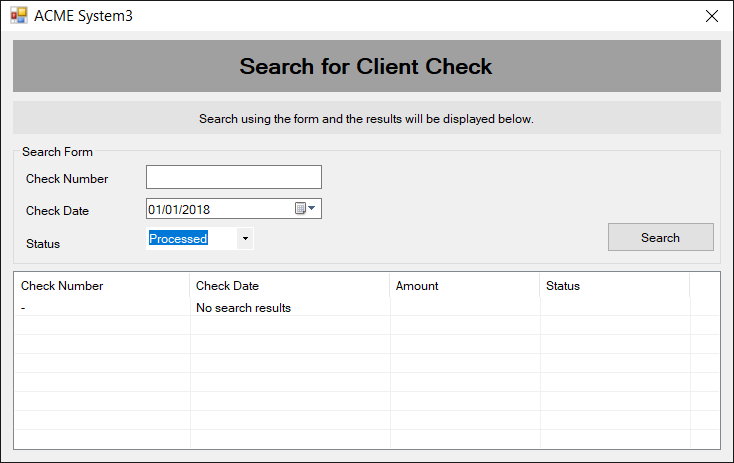 ACME System3
Search for Client Check
Search using the form and the results will be displayed below.
Search Form
Check Number
Check Date 01/01/2018
Status Processed
Search
Check Number Check Date Amount Status
- No search results